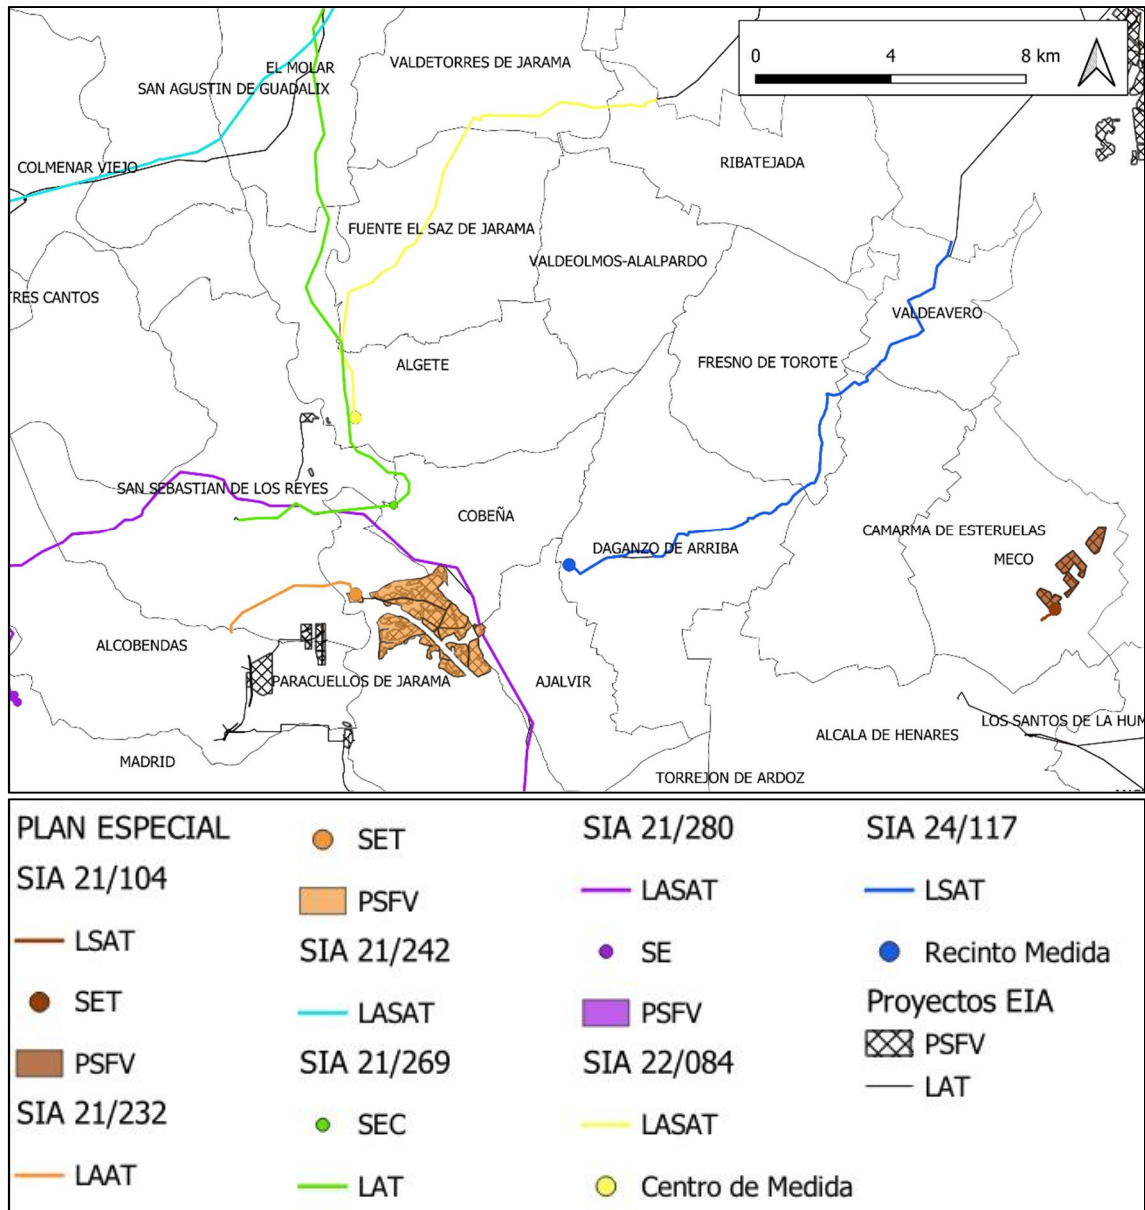 0 4 8 km
VALDETORRES DE JARAMA
EL MOLAR
SAN AGUSTIN DE GUADALIX
COLMENAR VIEJO
RIBATEJADA
FUENTE EL SAZ DE JARAMA
VALDEOLMOS-ALALPARDO
TRES CANTOS
VALDEAVERO
ALGETE
FRESNO DE TOROTE
SAN SEBASTIAN DE LOS REYES
COBEÑA
CAMARMA DE ESTERUELAS
DAGANZO DE ARRIBA
MECO
ALCOBENDAS
PARACUELLOS DE JARAMA
AJALVIR
LOS SANTOS DE LA HUM
ALCALA DE HENARES
MADRID
TORREJON DE ARDOZ
PLAN ESPECIAL
SIA 21/104
LSAT
SET
PSFV
SIA 21/232
LAAT
SET
PSFV
SIA 21/242
LASAT
SIA 21/269
SEC
LAT
SIA 21/280
LASAT
SE
PSFV
SIA 22/084
LASAT
Centro de Medida
SIA 24/117
LSAT
Recinto Medida
Proyectos EIA
PSFV
LAT